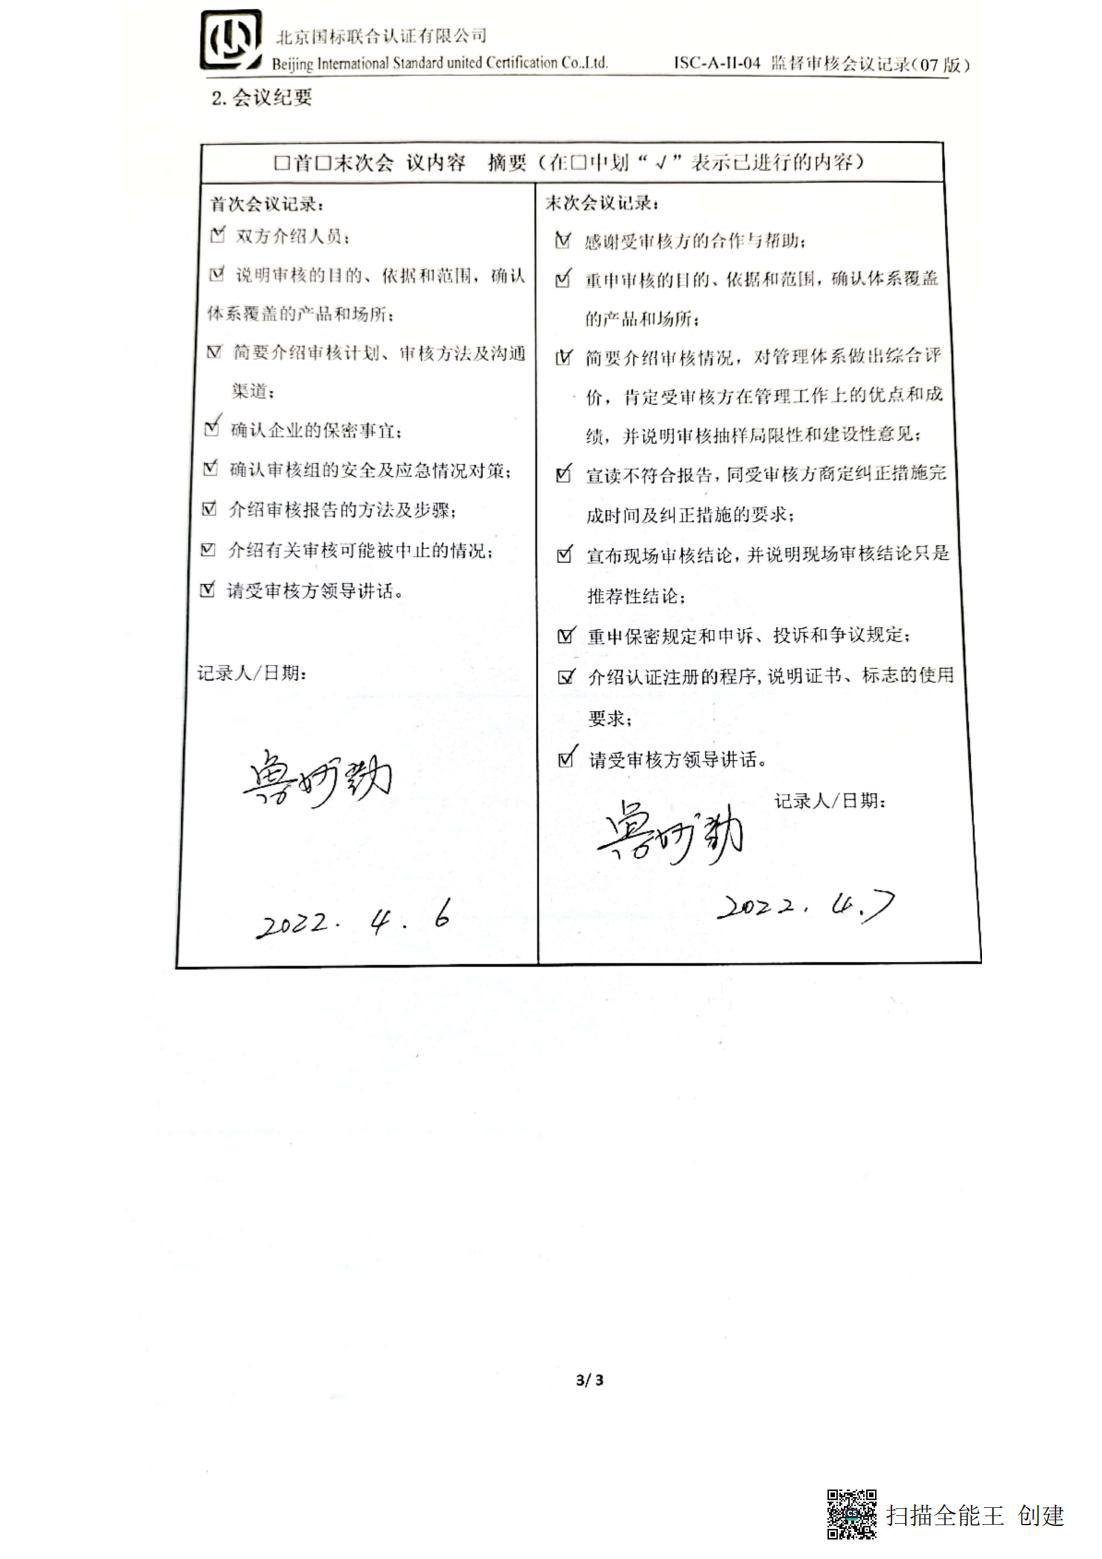 北京国标联合认证有限公司
Beijing International Standard united Certification Co.,Ltd.
ISC-A-II-04 监督审核会议记录(07 版)
2. 会议纪要
□首□末次会 议内容 摘要（在□中划“√”表示已进行的内容）
首次会议记录：
☑ 双方介绍人员；
☑ 说明审核的目的、依据和范围，确认
体系覆盖的产品和场所；
☑ 简要介绍审核计划、审核方法及沟通
渠道；
☑ 确认企业的保密事宜；
☑ 确认审核组的安全及应急情况对策；
☑ 介绍审核报告的方法及步骤；
☑ 介绍有关审核可能被中止的情况；
☑ 请受审核方领导讲话。
记录人/日期：
鲁妙勤
2022. 4. 6
末次会议记录：
☑ 感谢受审核方的合作与帮助；
☑ 重申审核的目的、依据和范围，确认体系覆盖
的产品和场所；
☑ 简要介绍审核情况，对管理体系做出综合评
价，肯定受审核方在管理工作上的优点和成
绩，并说明审核抽样局限性和建设性意见；
☑ 宣读不符合报告，同受审核方商定纠正措施完
成时间及纠正措施的要求；
☑ 宣布现场审核结论，并说明现场审核结论只是
推荐性结论；
☑ 重申保密规定和申诉、投诉和争议规定；
☑ 介绍认证注册的程序，说明证书、标志的使用
要求；
☑ 请受审核方领导讲话。
记录人/日期：
鲁妙勤
2022. 4. 7
3/ 3
扫描全能王 创建